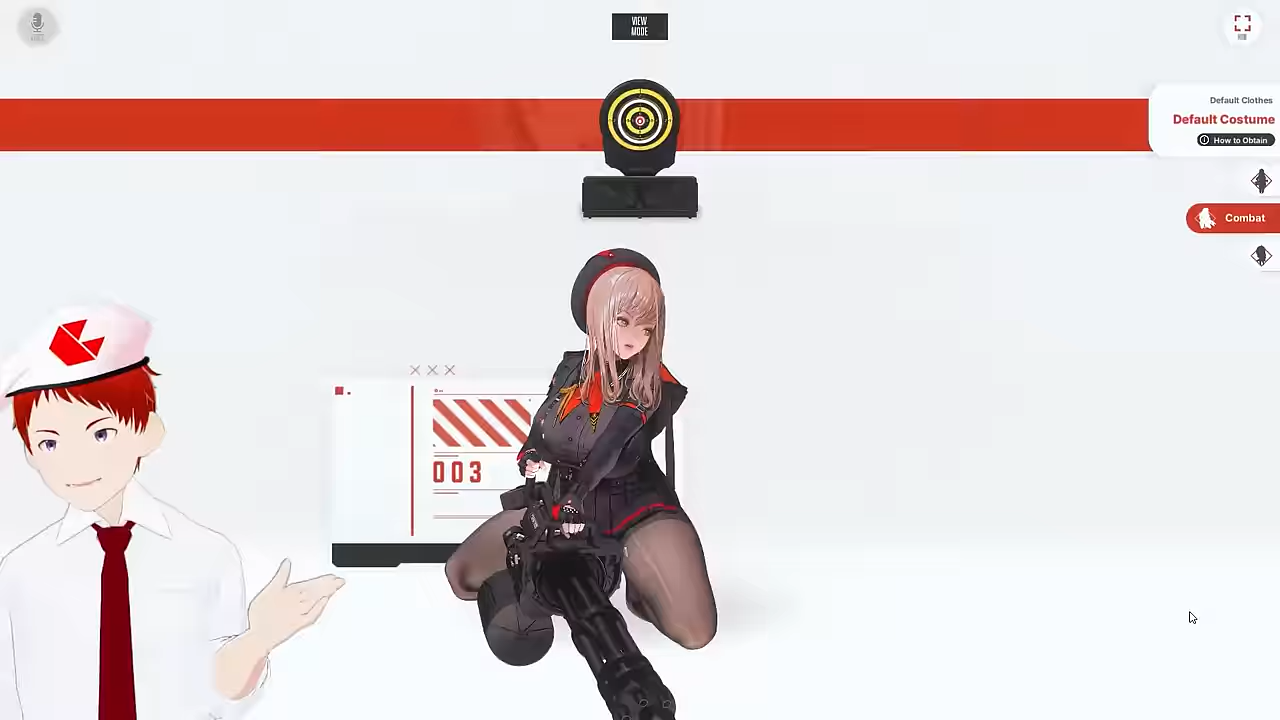 VIEW
MODE
Default Clothes
Default Costume
How to Obtain
Combat
003